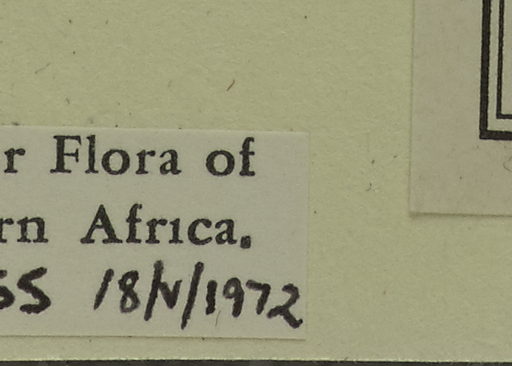 r Flora of
rn Africa.
SS 18/V/1972